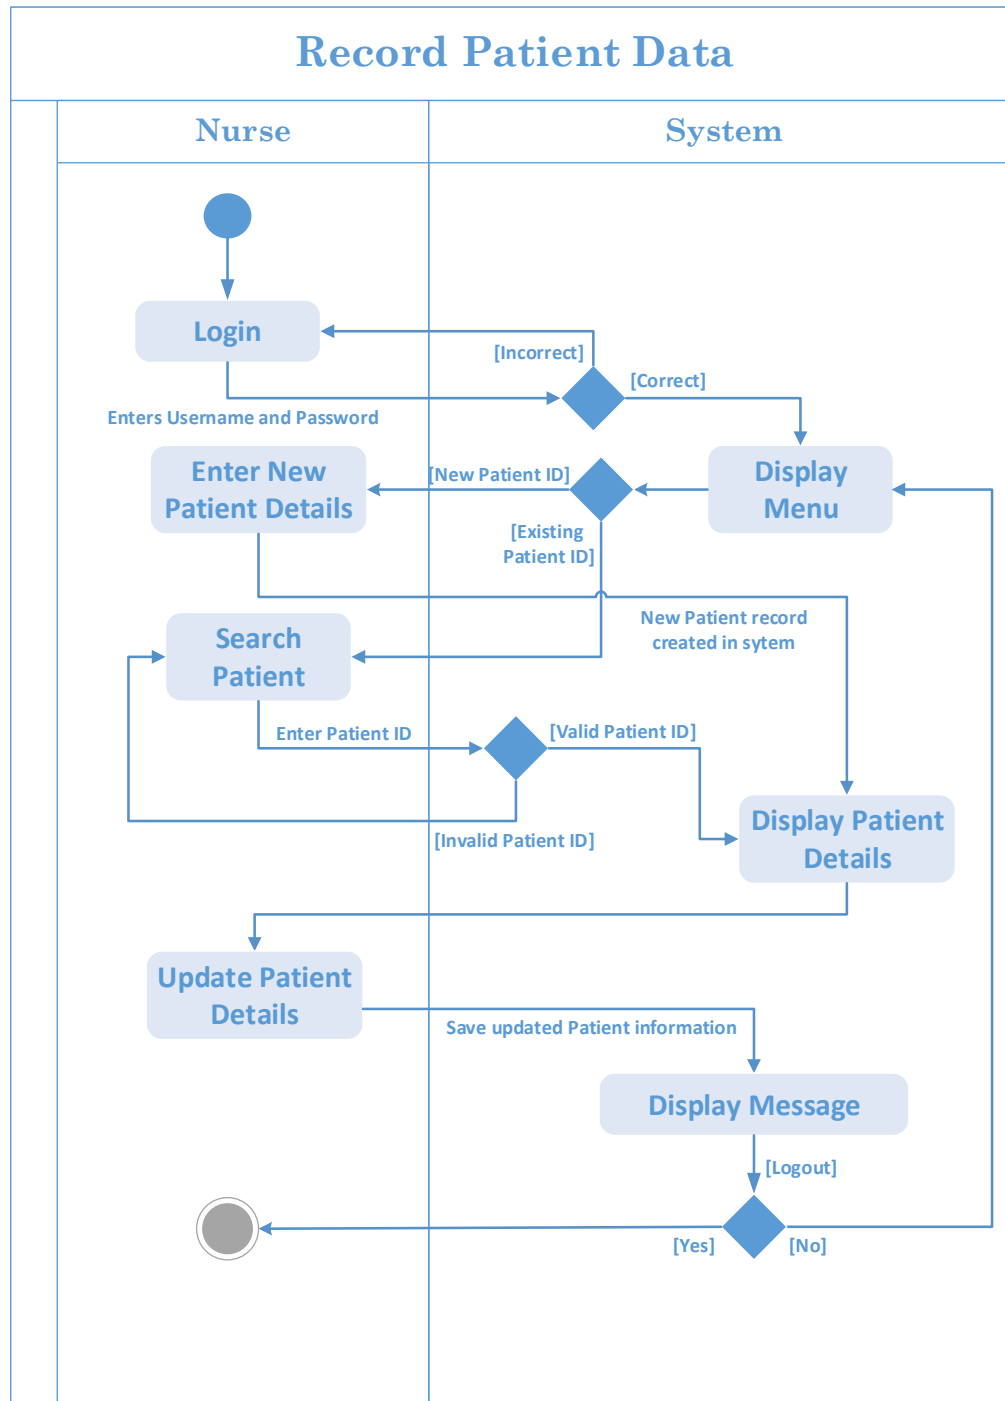 Record Patient Data
Nurse
System
Login
[Incorrect]
[Correct]
Enters Username and Password
Enter New
Patient Details
[New Patient ID]
Display
Menu
[Existing
Patient ID]
New Patient record
created in sytem
Search
Patient
Enter Patient ID
[Valid Patient ID]
[Invalid Patient ID]
Display Patient
Details
Update Patient
Details
Save updated Patient information
Display Message
[Logout]
[Yes]
[No]